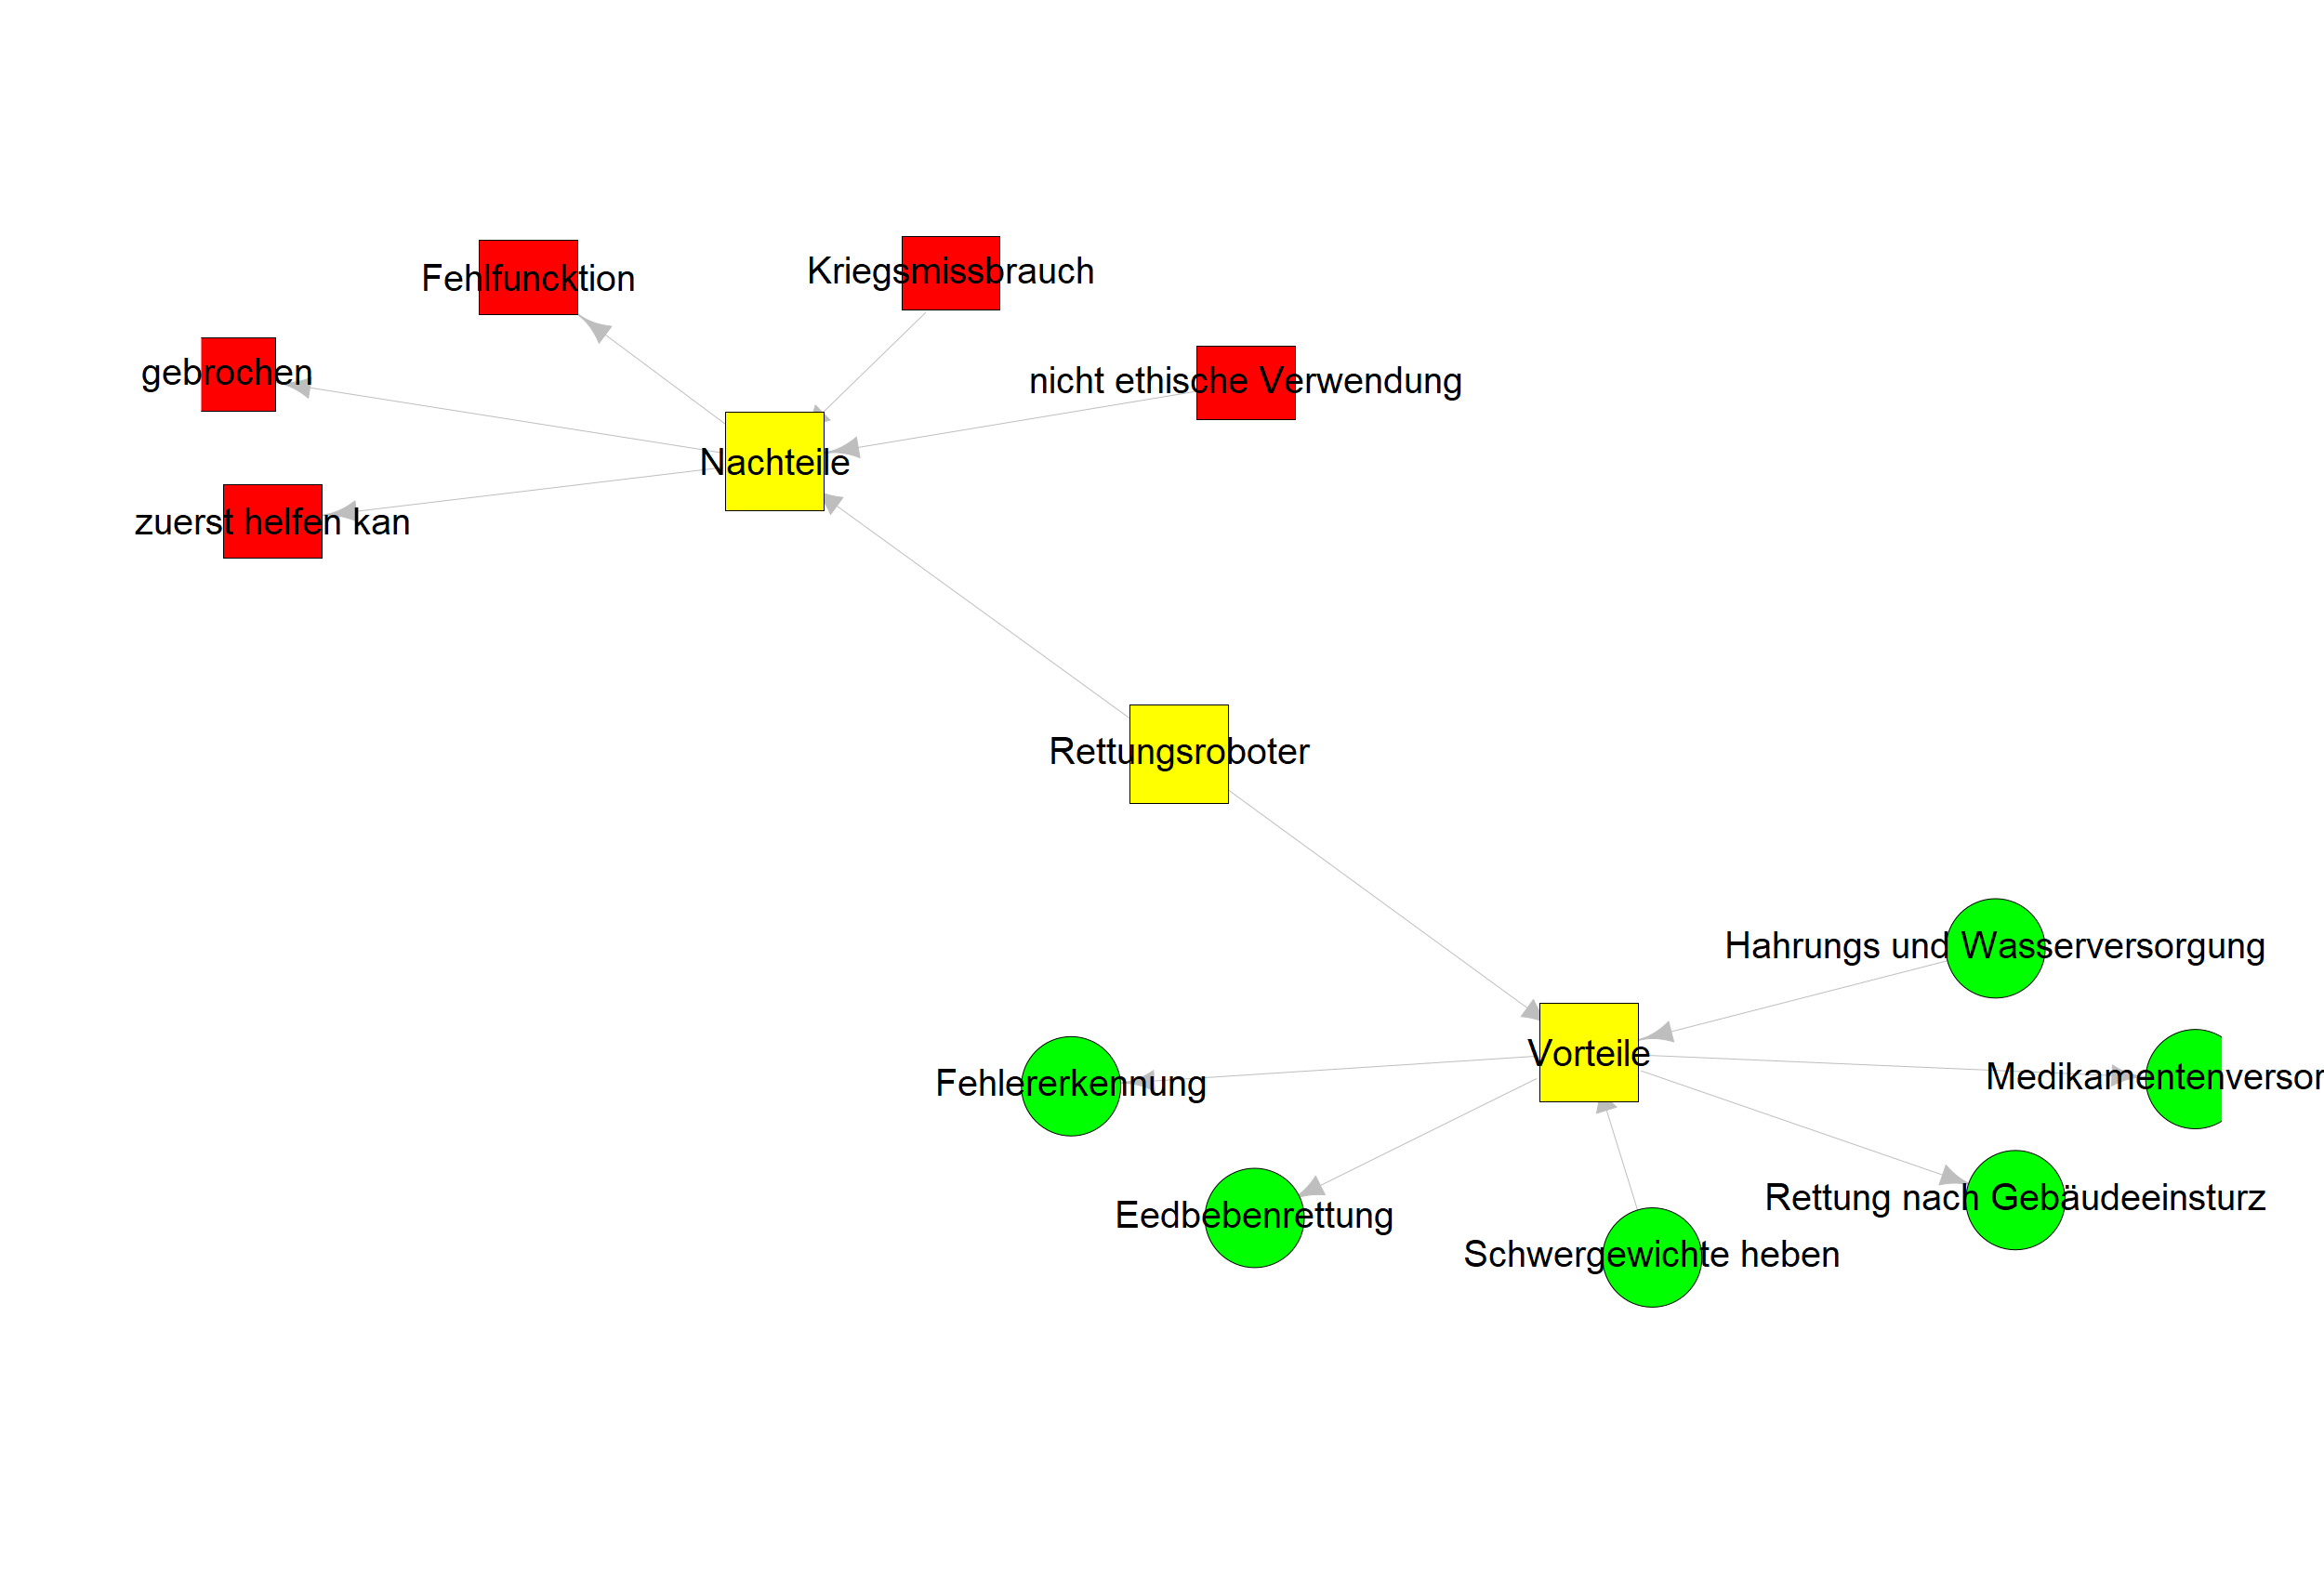 Kriegsmissbrauch
Fehlfuncktion
gebrochen
nicht ethische Verwendung
Nachteile
zuerst helfen kan
Rettungsroboter
Hahrungs und Wasserversorgung
Vorteile
Medikamentenversor
Fehlererkennung
Rettung nach Gebäudeeinsturz
Eedbebenrettung
Schwergewichte heben